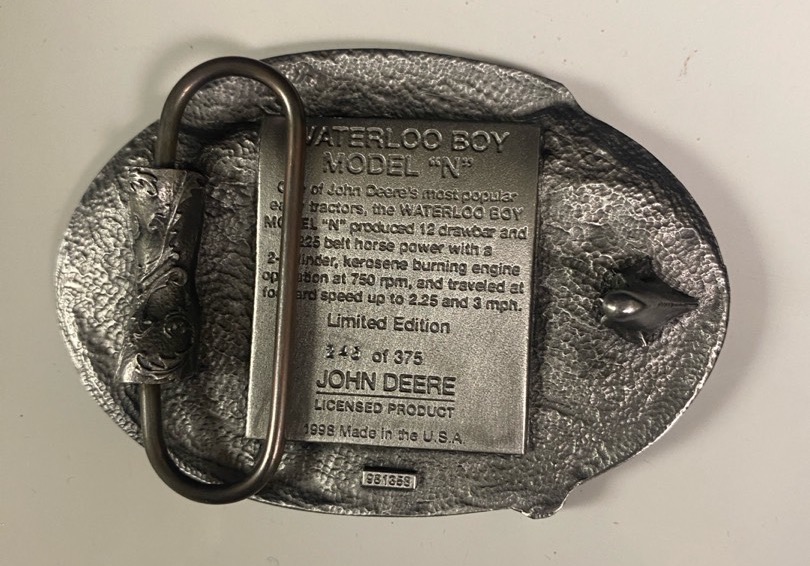 WATERLOO BOY
MODEL "N"
of John Deere's most popular
tractors, the WATERLOO BOY
"N" produced 12 drawbar and
225 belt horse power with a
kerosene burning engine
at 750 rpm, and traveled at
speed up to 2.25 and 3 mph.
Limited Edition
of 375
JOHN DEERE
LICENSED PRODUCT
1998 Made in the U.S.A.